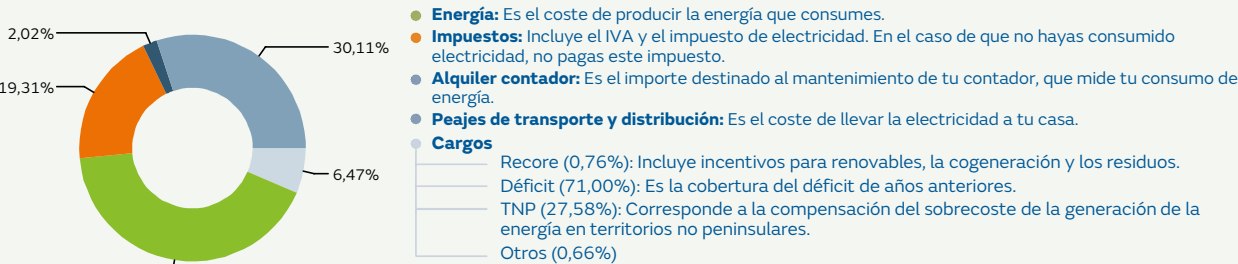 2,02%
30,11%
19,31%
6,47%
Energía: Es el coste de producir la energía que consumes.
Impuestos: Incluye el IVA y el impuesto de electricidad. En el caso de que no hayas consumido
electricidad, no pagas este impuesto.
Alquiler contador: Es el importe destinado al mantenimiento de tu contador, que mide tu consumo de
energía.
Peajes de transporte y distribución: Es el coste de llevar la electricidad a tu casa.
Cargos
Recore (0,76%): Incluye incentivos para renovables, la cogeneración y los residuos.
Déficit (71,00%): Es la cobertura del déficit de años anteriores.
TNP (27,58%): Corresponde a la compensación del sobrecoste de la generación de la
energía en territorios no peninsulares.
Otros (0,66%)